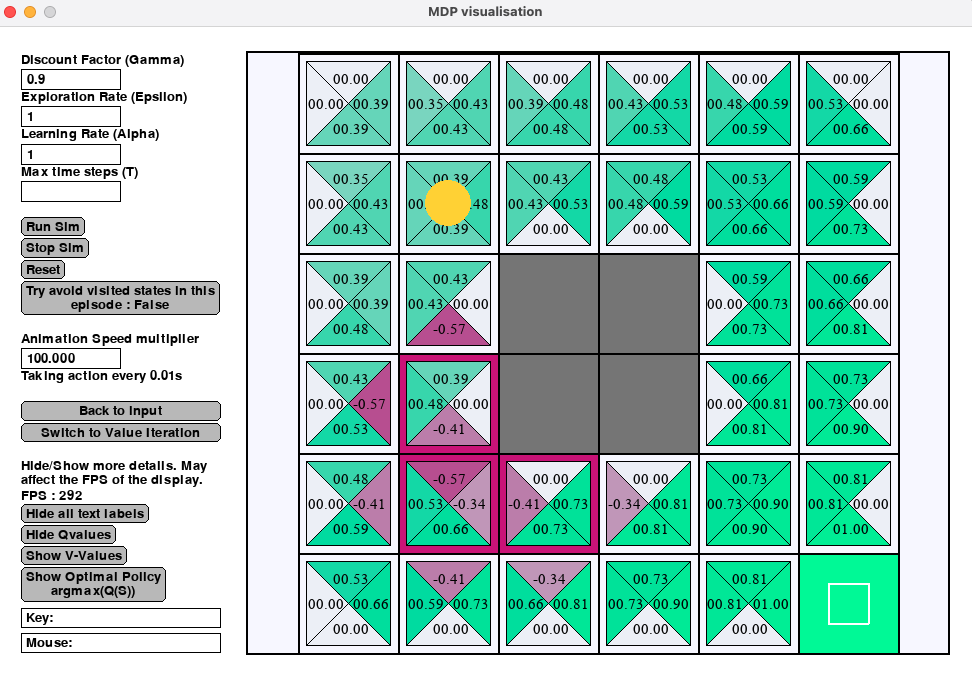 MDP visualisation
Discount Factor (Gamma)
0.9
Exploration Rate (Epsilon)
1
Learning Rate (Alpha)
1
Max time steps (T)
Run Sim
Stop Sim
Reset
Try avoid visited states in this
episode : False
Animation Speed multiplier
100.000
Taking action every 0.01s
Back to Input
Switch to Value Iteration
Hide/Show more details. May
affect the FPS of the display.
FPS : 292
Hide all text labels
Hide Qvalues
Show V-Values
Show Optimal Policy
argmax(Q(S))
Key:
Mouse:
00.00 00.00 00.00 00.00 00.00 00.00
00.00 00.39 00.35 00.43 00.39 00.48 00.43 00.53 00.48 00.59 00.53 00.00
00.39 00.43 00.48 00.53 00.59 00.66
00.35 00.39 00.43 00.48 00.53 00.59
00.00 00.43 00. .48 00.43 00.53 00.48 00.59 00.53 00.66 00.59 00.00
00.43 00.39 00.00 00.00 00.66 00.73
00.39 00.43 00.59 00.66
00.00 00.39 00.43 00.00 00.00 00.73 00.66 00.00
00.48 -0.57 00.73 00.81
00.43 00.39 00.66 00.73
00.00 -0.57 00.48 00.00 00.00 00.81 00.73 00.00
00.53 -0.41 00.81 00.90
00.48 -0.57 00.00 00.00 00.73 00.81
00.00 -0.41 00.53 -0.34 -0.41 00.73 -0.34 00.81 00.73 00.90 00.81 00.00
00.59 00.66 00.73 00.81 00.90 01.00
00.53 -0.41 -0.34 00.73 00.81
00.00 00.66 00.59 00.73 00.66 00.81 00.73 00.90 00.81 01.00
00.00 00.00 00.00 00.00 00.00